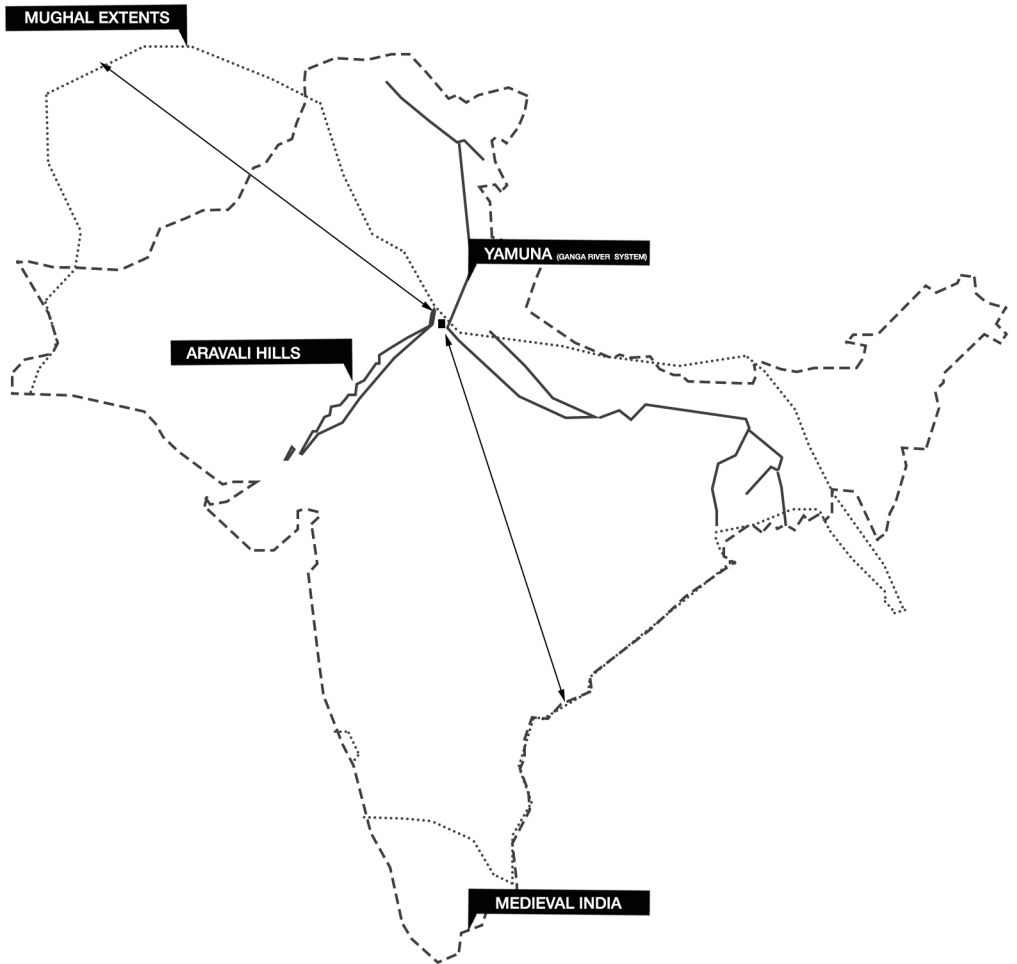 MUGHAL EXTENTS
YAMUNA (GANGA RIVER SYSTEM)
ARAVALI HILLS
MEDIEVAL INDIA